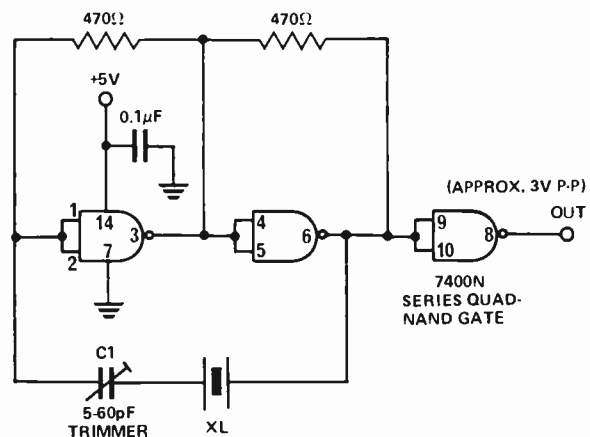 470Ω
470Ω
+5V
0.1µF
(APPROX. 3V P-P)
OUT
1
2
14
7
3
4
5
6
9
10
8
7400N
SERIES QUAD-
NAND GATE
C1
5-60pF
TRIMMER
XL